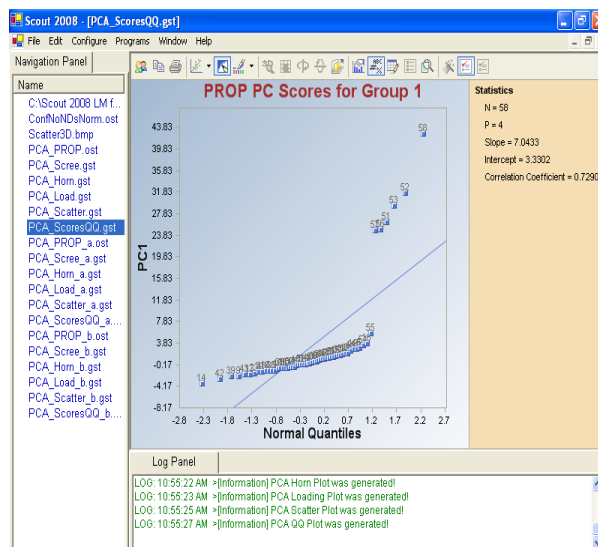 Scout 2008 - [PCA_ScoresQQ.gst]
File Edit Configure Programs Window Help
Navigation Panel
Name
C:\Scout 2008 LM f...
ConfNoNDsNorm.ost
Scatter3D.bmp
PCA_PROP.ost
PCA_Scree.gst
PCA_Horn.gst
PCA_Load.gst
PCA_Scatter.gst
PCA_ScoresQQ.gst
PCA_PROP_a.ost
PCA_Scree_a.gst
PCA_Horn_a.gst
PCA_Load_a.gst
PCA_Scatter_a.gst
PCA_ScoresQQ_a....
PCA_PROP_b.ost
PCA_Scree_b.gst
PCA_Horn_b.gst
PCA_Load_b.gst
PCA_Scatter_b.gst
PCA_ScoresQQ_b....
PROP PC Scores for Group 1
PC1
43.83
39.83
35.83
31.83
27.83
23.83
19.83
15.83
11.83
7.83
3.83
-0.17
-4.17
-8.17
58
52
53
51
55
14
42
-2.8 -2.3 -1.8 -1.3 -0.8 -0.3 0.2 0.7 1.2 1.7 2.2 2.7
Normal Quantiles
Statistics
N = 58
P = 4
Slope = 7.0433
Intercept = 3.3302
Correlation Coefficient = 0.7290
Log Panel
LOG: 10:55:22 AM >[Information] PCA Horn Plot was generated!
LOG: 10:55:23 AM >[Information] PCA Loading Plot was generated!
LOG: 10:55:25 AM >[Information] PCA Scatter Plot was generated!
LOG: 10:55:27 AM >[Information] PCA QQ Plot was generated!